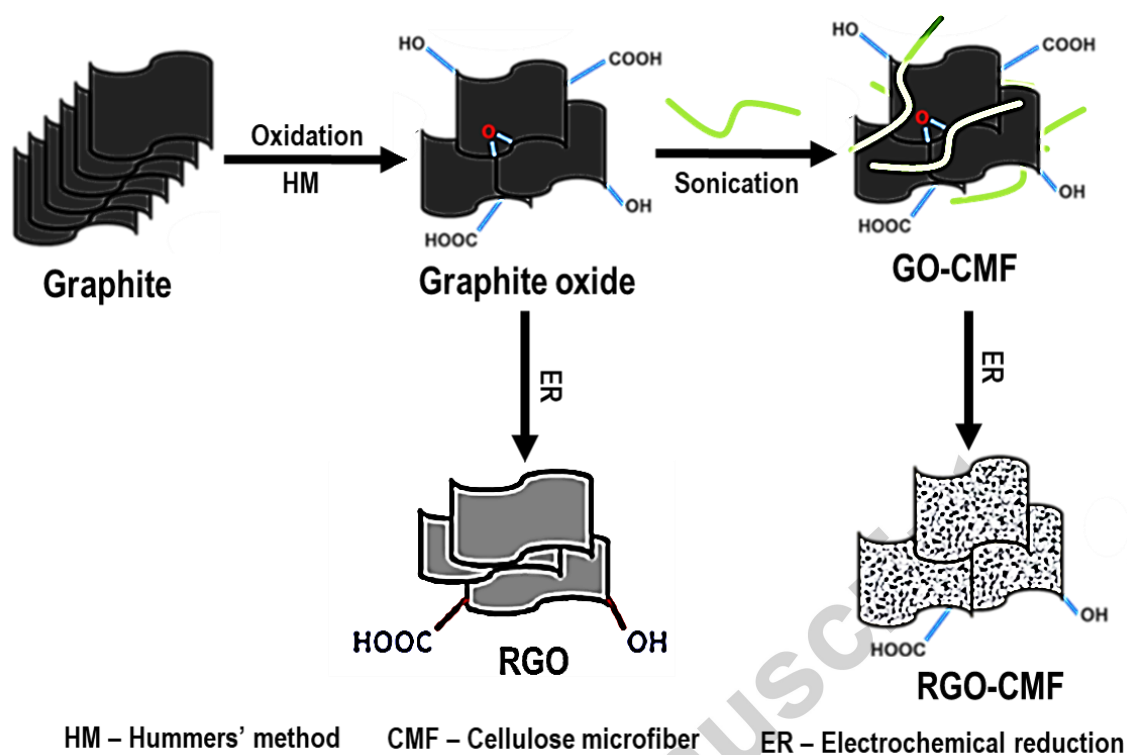 HO
COOH
O
OH
HOOC
HO
COOH
O
OH
HOOC
Oxidation
HM
Sonication
Graphite
Graphite oxide
GO-CMF
ER
ER
HOOC
OH
RGO
HOOC
OH
RGO-CMF
HM – Hummers’ method
CMF – Cellulose microfiber
ER – Electrochemical reduction